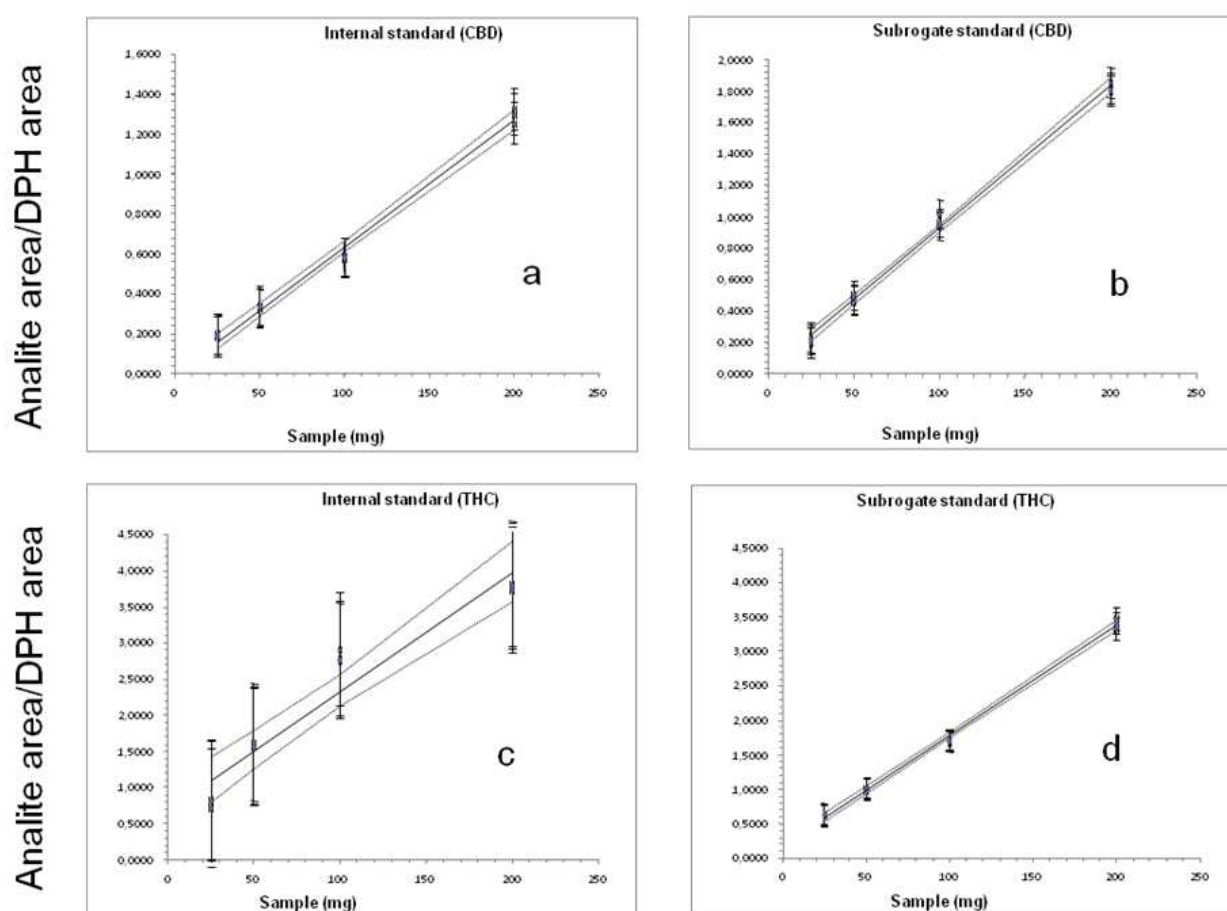 Analite area/DPH area
Internal standard (CBD)
1,6000
1,4000
1,2000
1,0000
0,8000
0,6000
0,4000
0,2000
0,0000
0 50 100 150 200 250
Sample (mg)
a
Subrogate standard (CBD)
2,0000
1,8000
1,6000
1,4000
1,2000
1,0000
0,8000
0,6000
0,4000
0,2000
0,0000
0 50 100 150 200 250
Sample (mg)
b
Analite area/DPH area
Internal standard (THC)
4,5000
4,0000
3,5000
3,0000
2,5000
2,0000
1,5000
1,0000
0,5000
0,0000
0 50 100 150 200 250
Sample (mg)
c
Subrogate standard (THC)
4,5000
4,0000
3,5000
3,0000
2,5000
2,0000
1,5000
1,0000
0,5000
0,0000
0 50 100 150 200 250
Sample (mg)
d